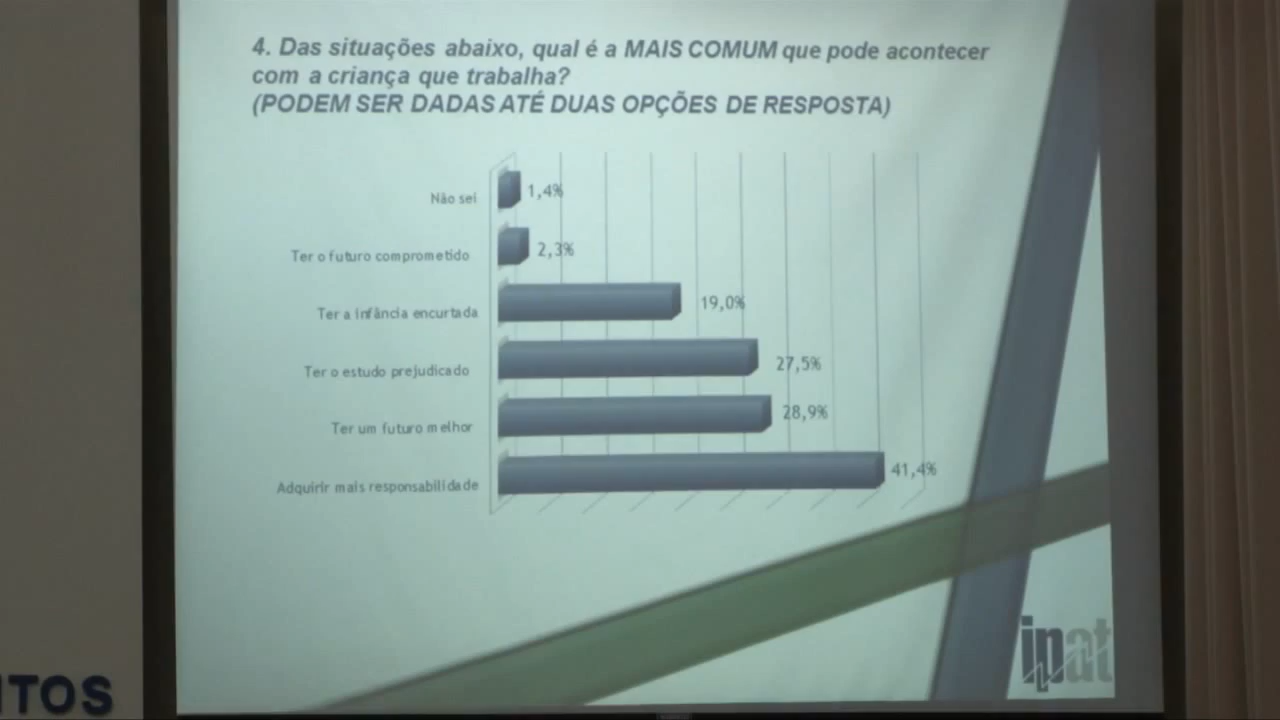 4. Das situações abaixo, qual é a MAIS COMUM que pode acontecer
com a criança que trabalha?
(PODEM SER DADAS ATÉ DUAS OPÇÕES DE RESPOSTA)
Não sei 1,4%
Ter o futuro comprometido 2,3%
Ter a infância encurtada 19,0%
Ter o estudo prejudicado 27,5%
Ter um futuro melhor 28,9%
Adquirir mais responsabilidade 41,4%
ipat
NTOS